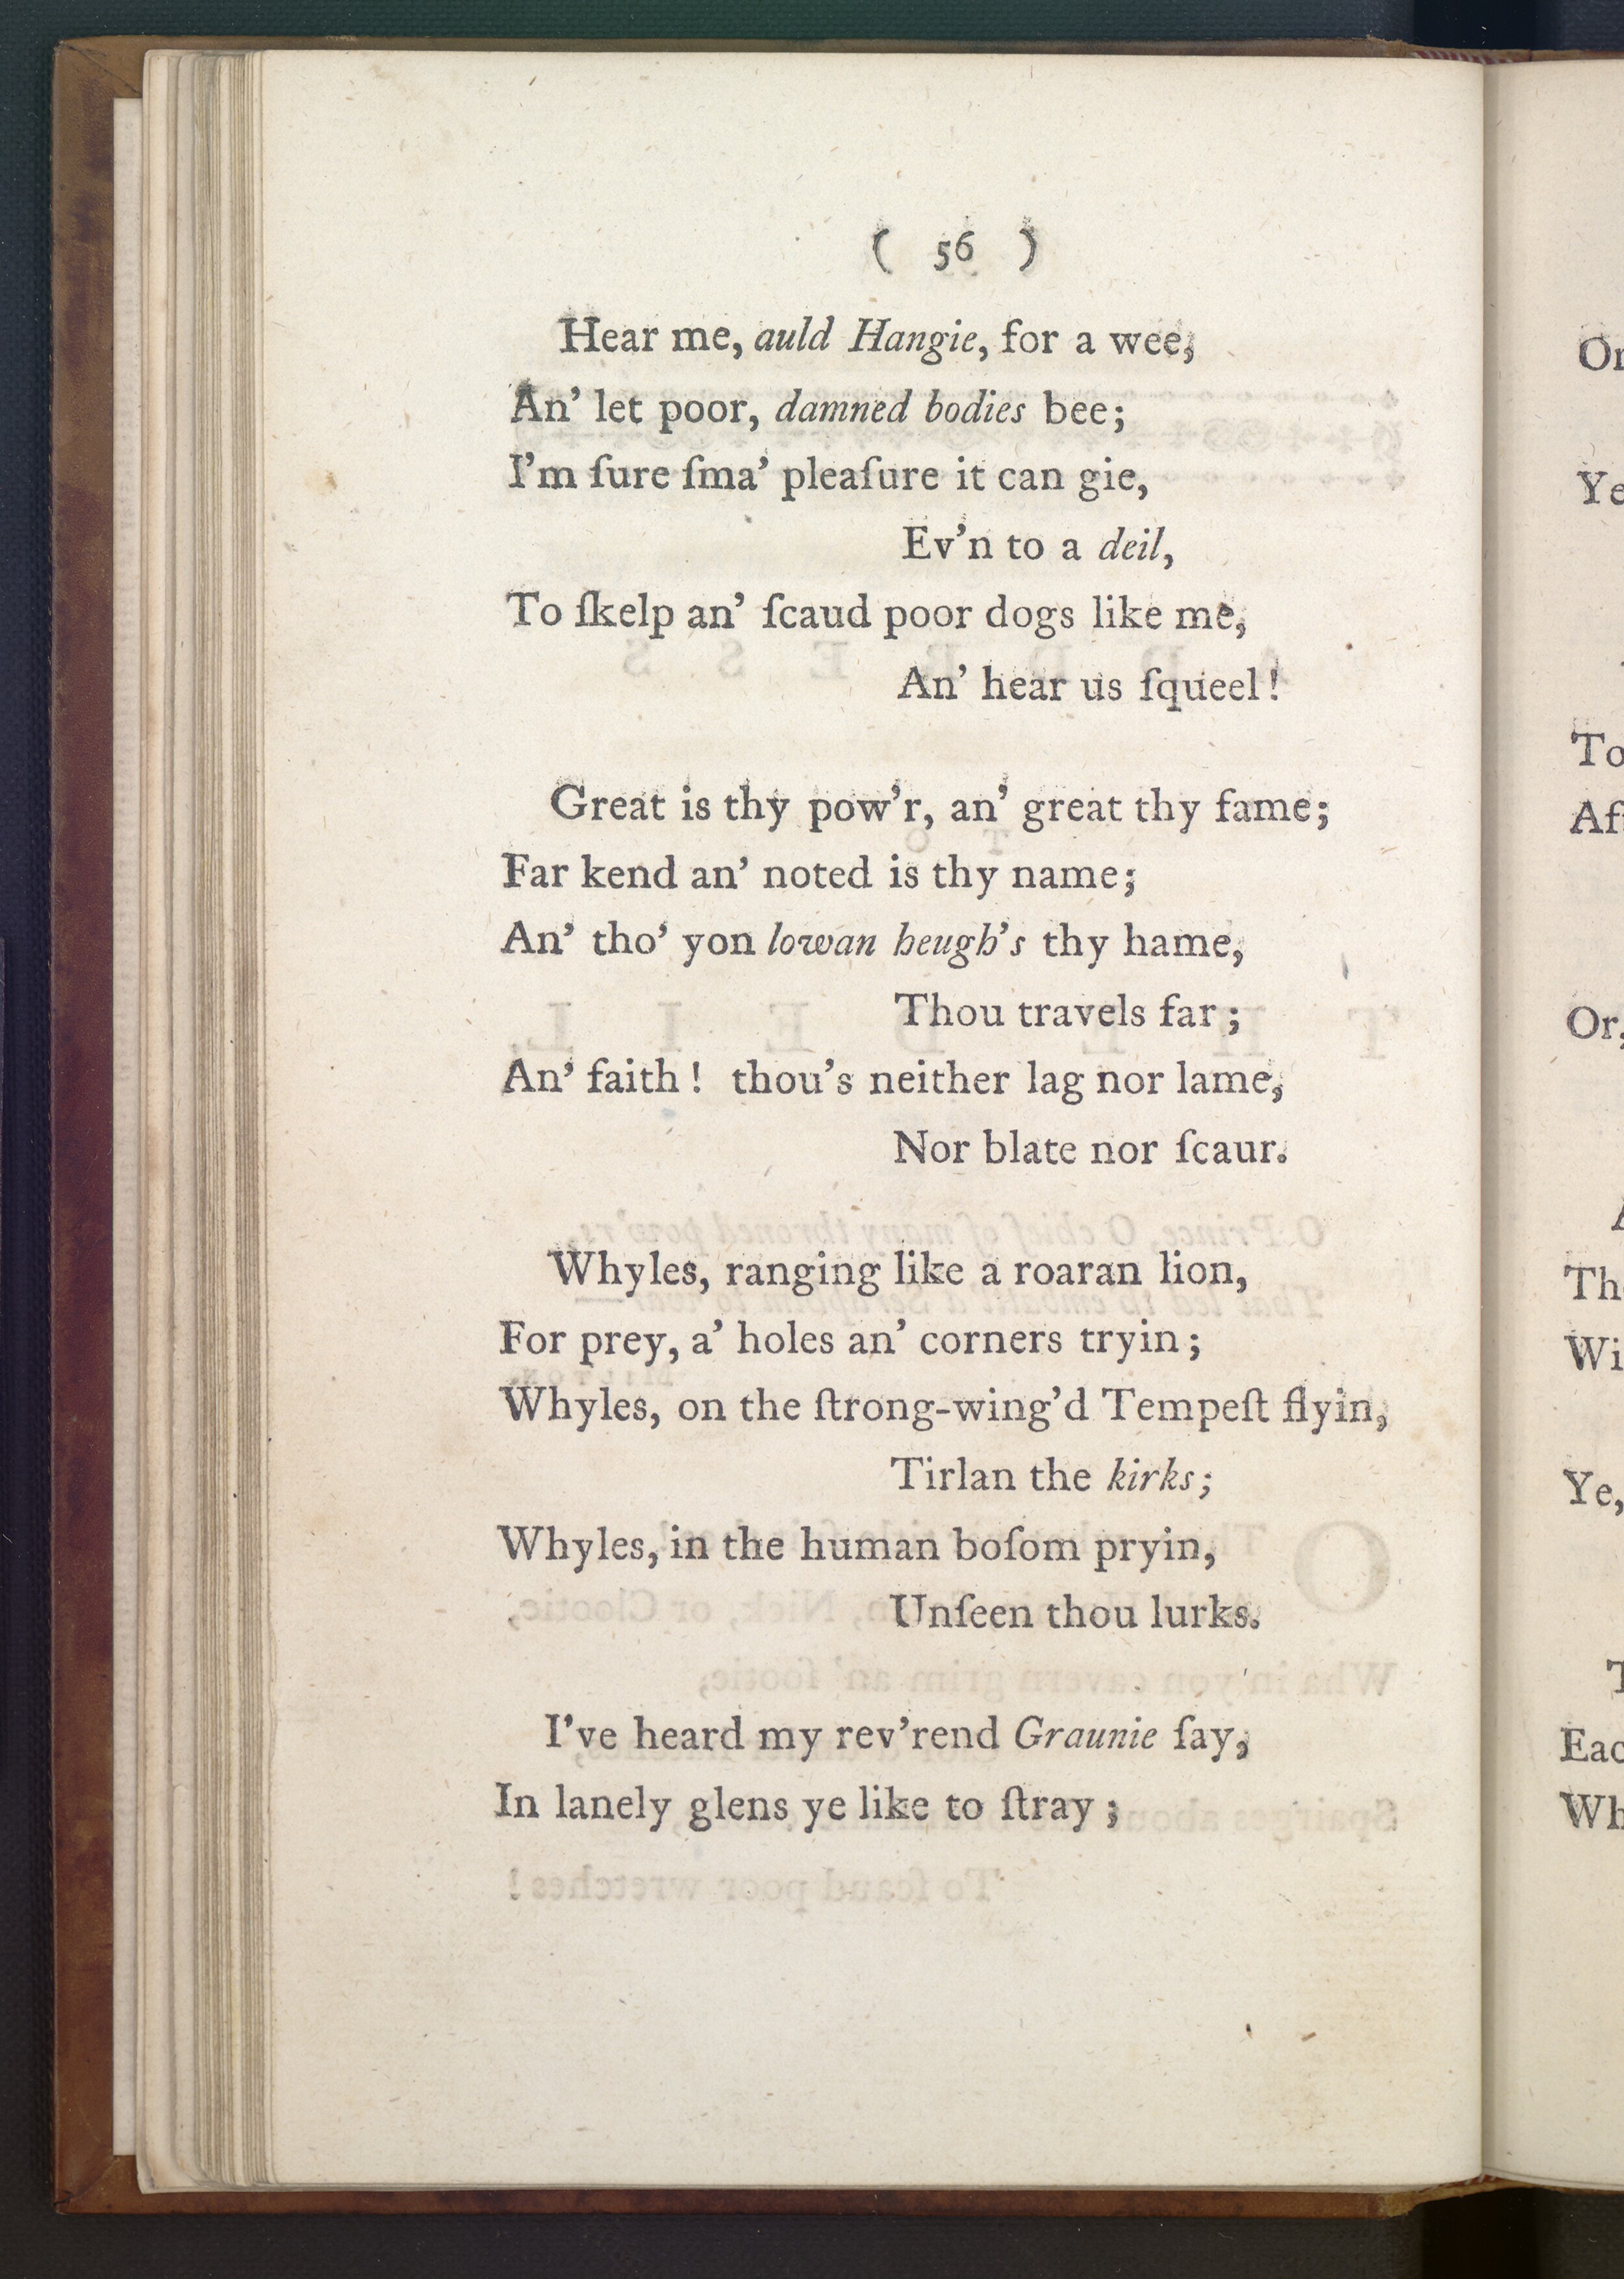 ( 56 )
Hear me, auld Hangie, for a wee,
An' let poor, damned bodies bee;
I'm ſure ſma' pleaſure it can gie,
Ev'n to a deil,
To ſkelp an' ſcaud poor dogs like me,
An' hear us ſqueel!
Great is thy pow'r, an' great thy fame;
Far kend an' noted is thy name;
An' tho' yon lowan heugh's thy hame,
Thou travels far;
An' faith! thou's neither lag nor lame,
Nor blate nor ſcaur.
Whyles, ranging like a roaran lion,
For prey, a' holes an' corners tryin;
Whyles, on the ſtrong-wing'd Tempeſt flyin,
Tirlan the kirks;
Whyles, in the human boſom pryin,
Unſeen thou lurks.
I've heard my rev'rend Graunie ſay,
In lanely glens ye like to ſtray;
Ye
To
Or,
Wi
Ye,